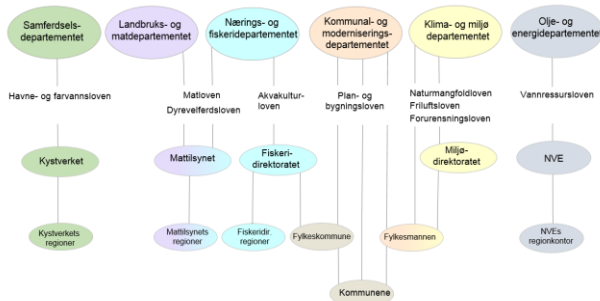 Samferdsels-
departementet
Landbruks- og
matdepartementet
Nærings- og
fiskeridepartementet
Kommunal- og
moderniserings-
departementet
Klima- og miljø
departementet
Olje- og
energidepartementet
Havne- og farvannsloven
Matloven
Dyrevelferdsloven
Akvakultur-
loven
Plan- og
bygningsloven
Naturmangfoldloven
Friluftsloven
Forurensningsloven
Vannressursloven
Kystverket
Mattilsynet
Fiskeri-
direktoratet
Miljø-
direktoratet
NVE
Kystverkets
regioner
Mattilsynets
regioner
Fiskeridir.
regioner
Fylkeskommune
Fylkesmannen
NVEs
regionkontor
Kommunene